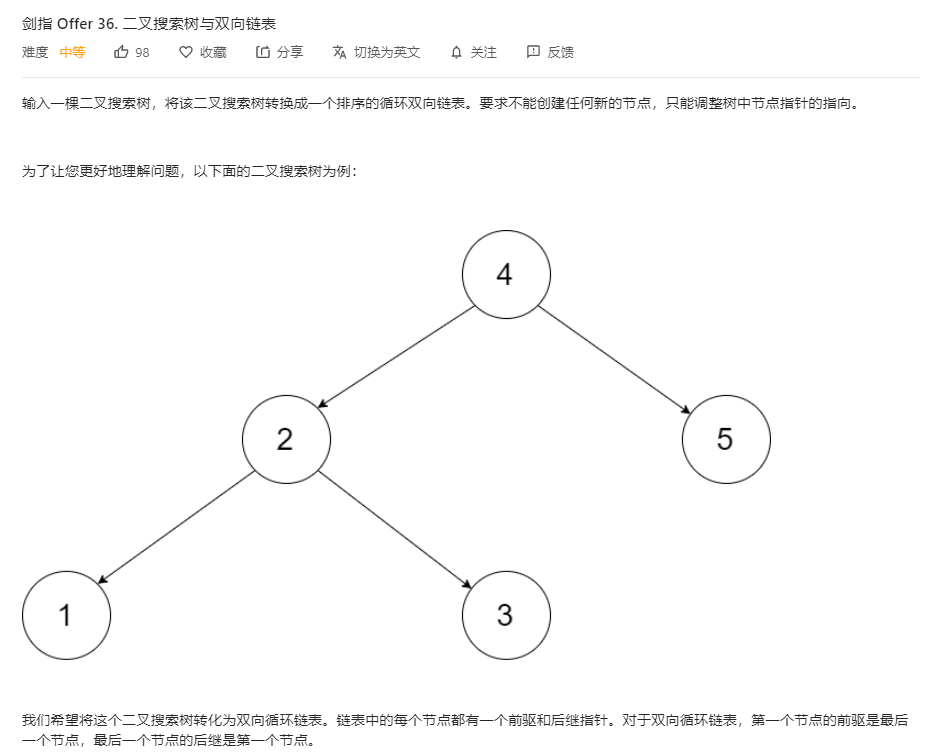 剑指 Offer 36. 二叉搜索树与双向链表
难度 中等 98 收藏 分享 切换为英文 关注 反馈
输入一棵二叉搜索树，将该二叉搜索树转换成一个排序的循环双向链表。要求不能创建任何新的节点，只能调整树中节点指针的指向。
为了让您更好地理解问题，以下面的二叉搜索树为例：
4
2 5
1 3
我们希望将这个二叉搜索树转化为双向循环链表。链表中的每个节点都有一个前驱和后继指针。对于双向循环链表，第一个节点的前驱是最后
一个节点，最后一个节点的后继是第一个节点。